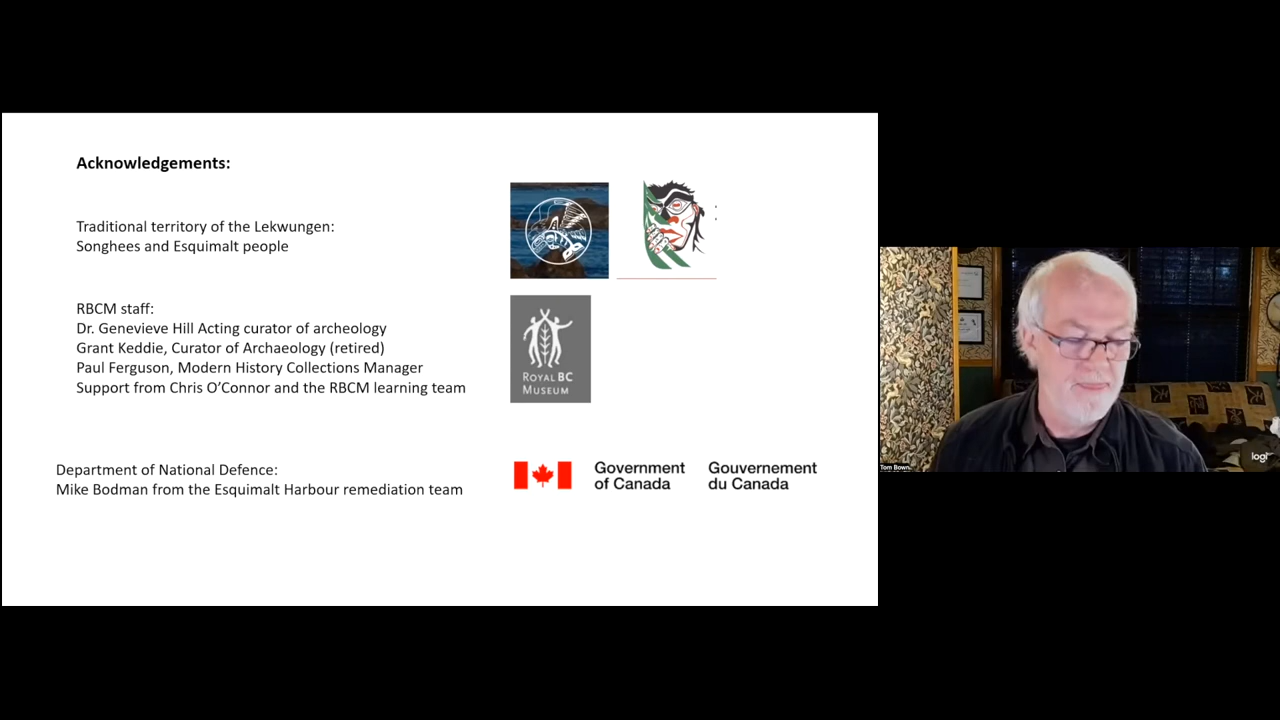 Acknowledgements:
Traditional territory of the Lekwungen:
Songhees and Esquimalt people
RBCM staff:
Dr. Genevieve Hill Acting curator of archeology
Grant Keddie, Curator of Archaeology (retired)
Paul Ferguson, Modern History Collections Manager
Support from Chris O’Connor and the RBCM learning team
ROYAL BC
MUSEUM
Department of National Defence:
Mike Bodman from the Esquimalt Harbour remediation team
Government
of Canada
Gouvernement
du Canada
Tom Bown
logi